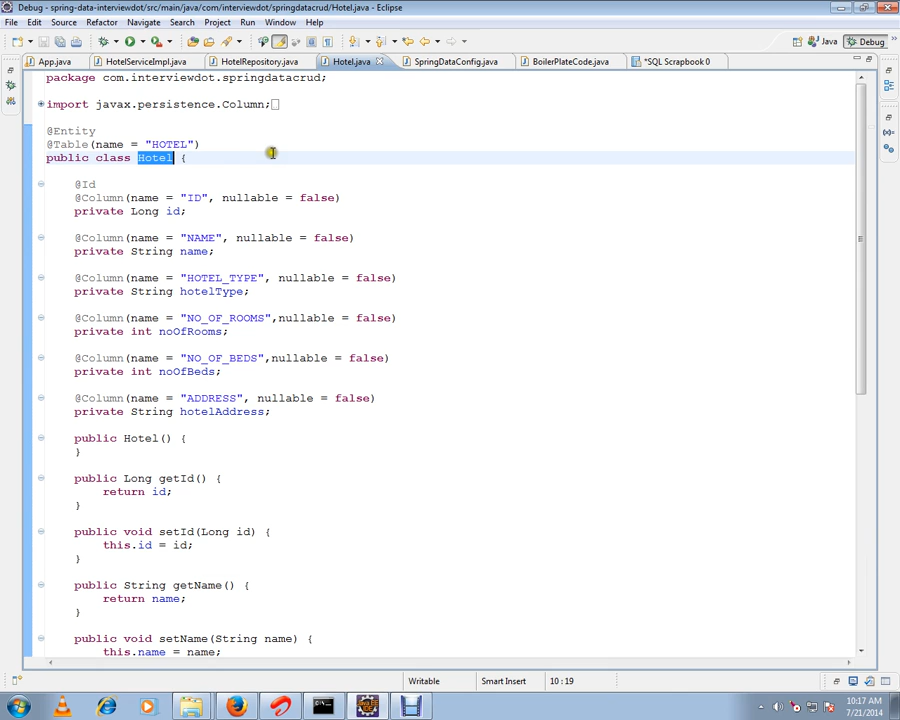 Debug - spring-data-interviewdot/src/main/java/com/interviewdot/springdatacrud/Hotel.java - Eclipse
File Edit Source Refactor Navigate Search Project Run Window Help
Java Debug
App.java HotelServiceImpl.java HotelRepository.java Hotel.java SpringDataConfig.java BoilerPlateCode.java *SQL Scrapbook 0
package com.interviewdot.springdatacrud;
import javax.persistence.Column;
@Entity
@Table(name = "HOTEL")
public class Hotel {
@Id
@Column(name = "ID", nullable = false)
private Long id;
@Column(name = "NAME", nullable = false)
private String name;
@Column(name = "HOTEL_TYPE", nullable = false)
private String hotelType;
@Column(name = "NO_OF_ROOMS",nullable = false)
private int noOfRooms;
@Column(name = "NO_OF_BEDS",nullable = false)
private int noOfBeds;
@Column(name = "ADDRESS", nullable = false)
private String hotelAddress;
public Hotel() {
}
public Long getId() {
return id;
}
public void setId(Long id) {
this.id = id;
}
public String getName() {
return name;
}
public void setName(String name) {
this.name = name;
Writable Smart Insert 10 : 19
10:17 AM
7/21/2014